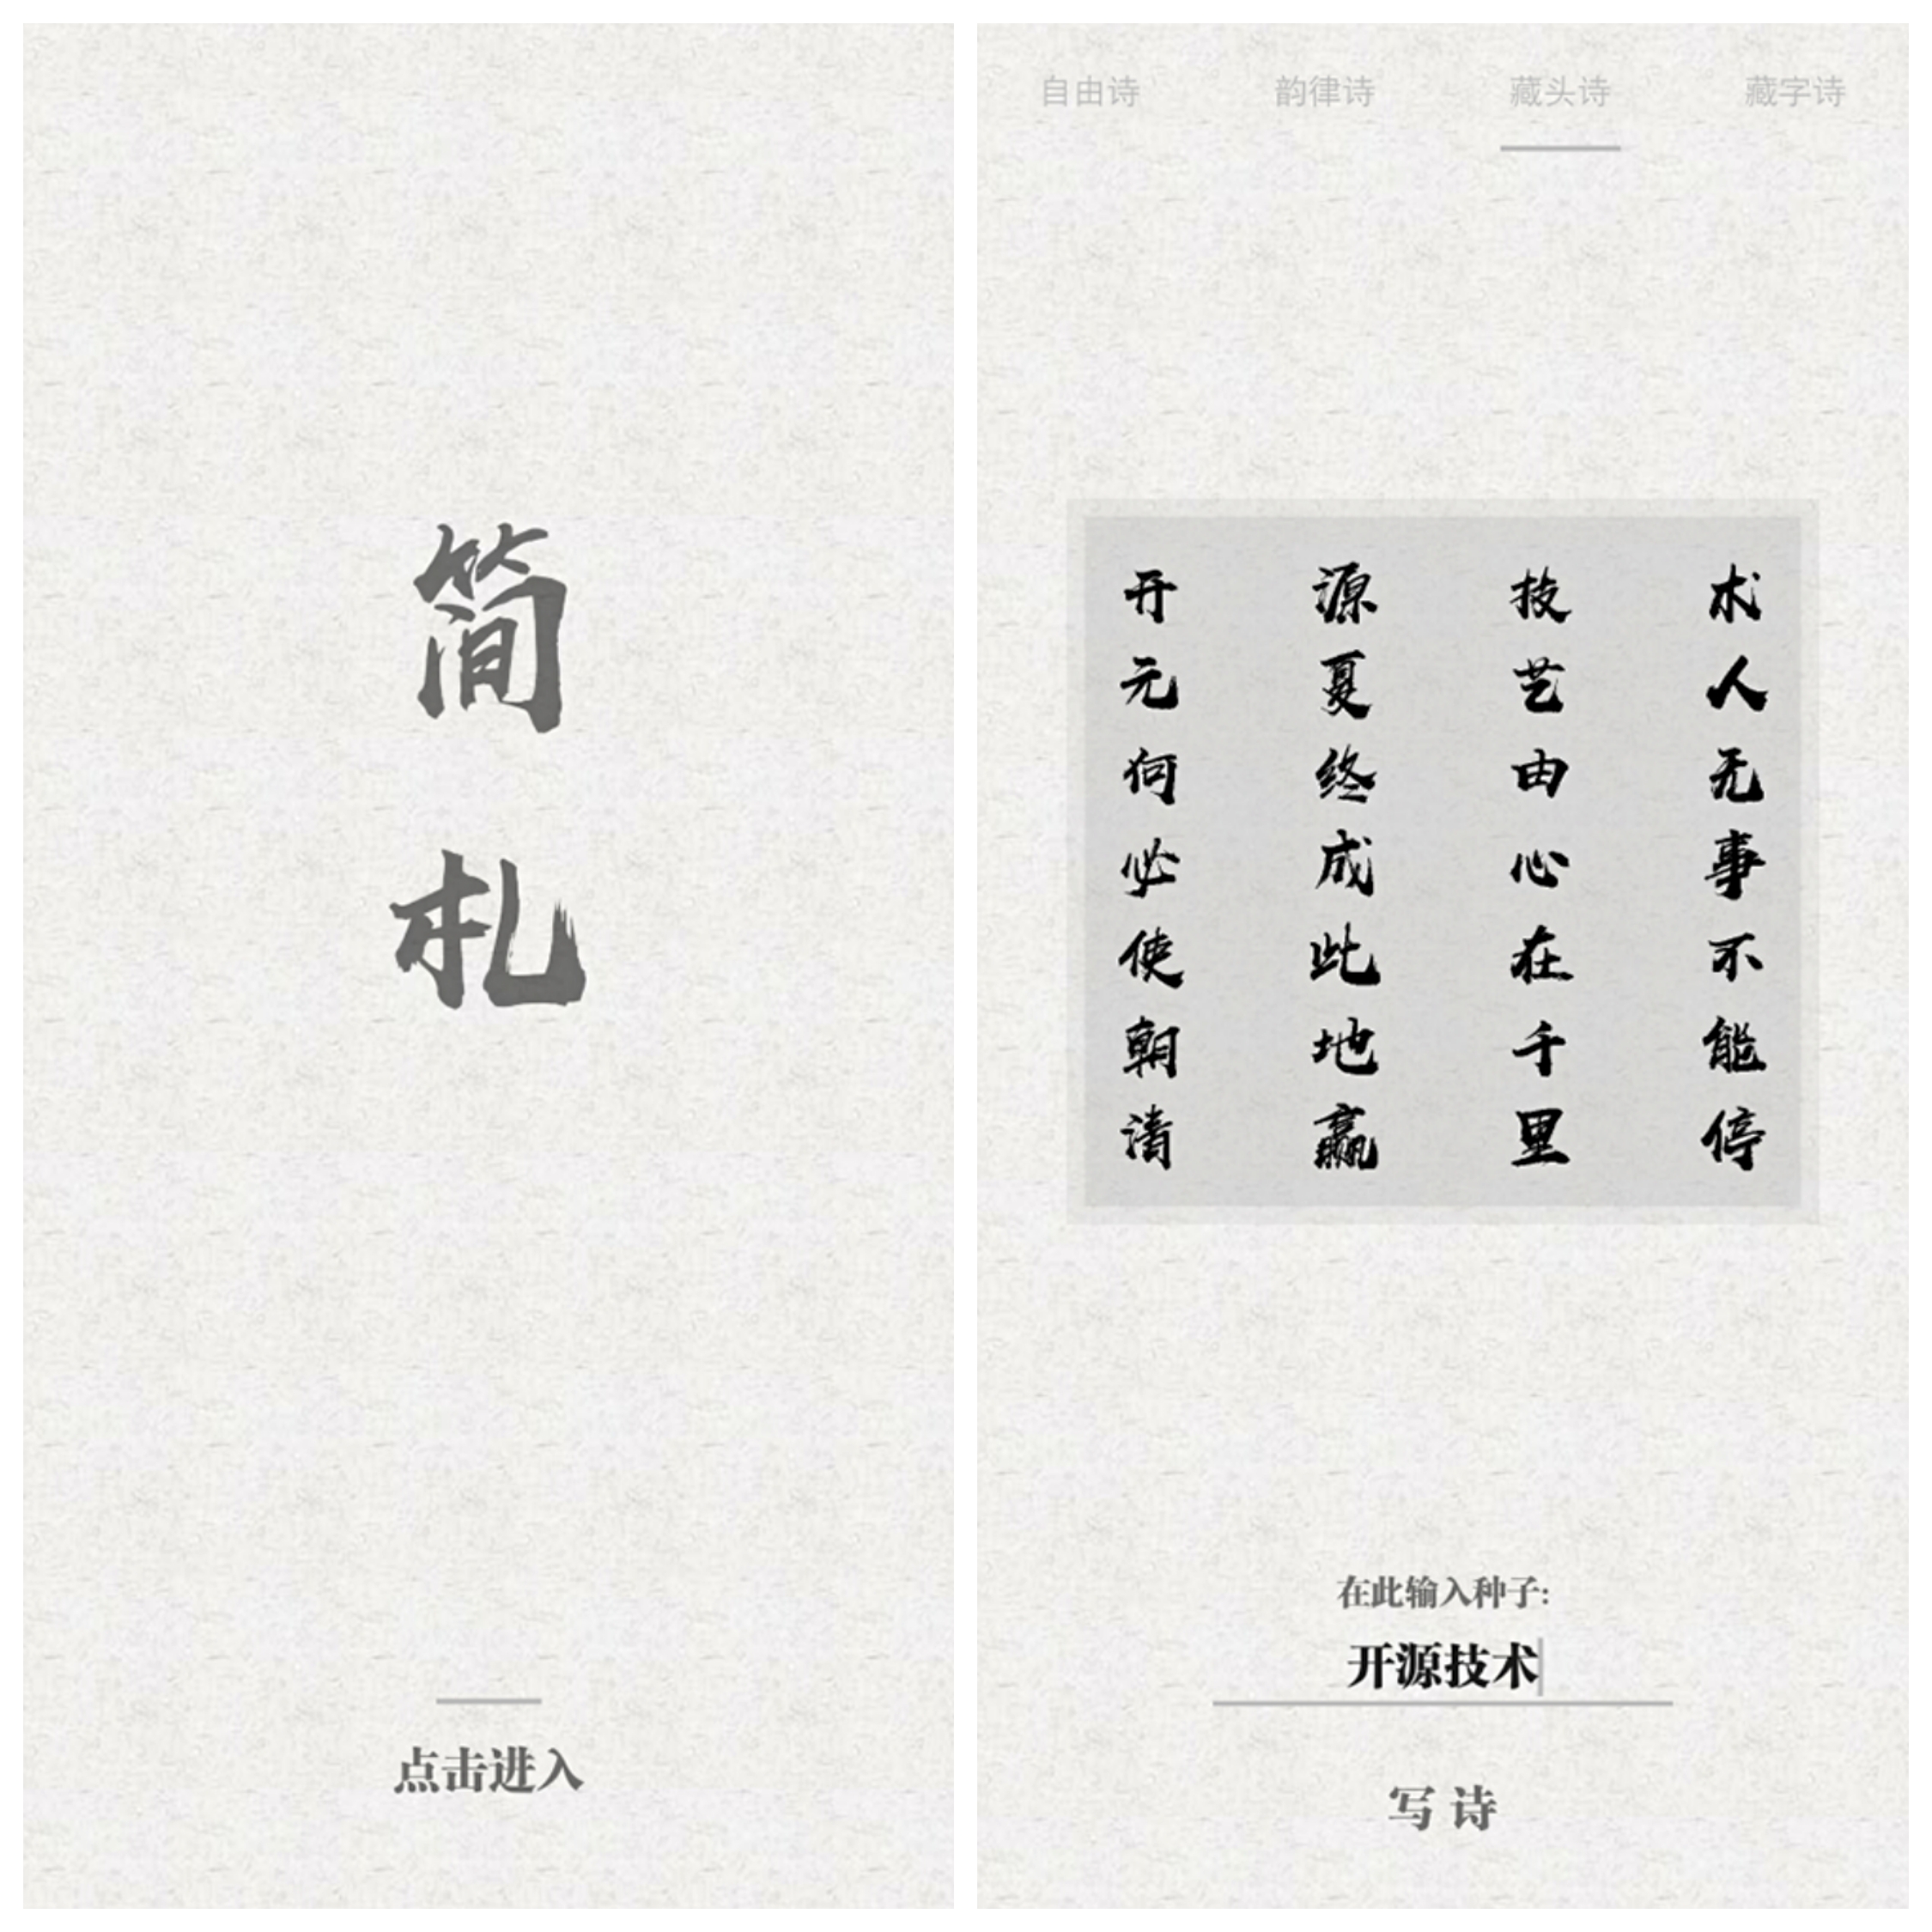 简札
点击进入
自由诗
韵律诗
藏头诗
藏字诗
开元何必使朝清
源夏终成此地赢
技艺由心在千里
术人无事不能停
在此输入种子:
开源技术
写诗